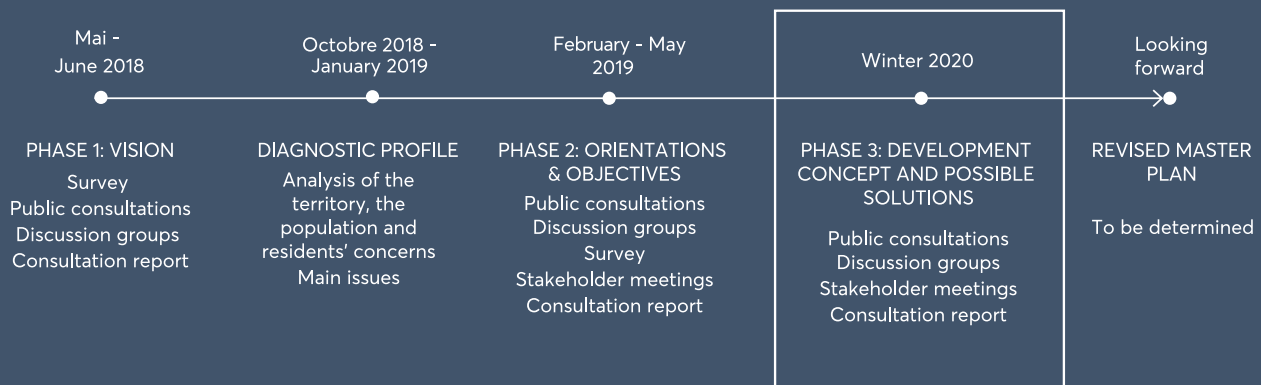 Mai -
June 2018
Octobre 2018 -
January 2019
February - May
2019
Winter 2020
Looking
forward
PHASE 1: VISION
Survey
Public consultations
Discussion groups
Consultation report
DIAGNOSTIC PROFILE
Analysis of the
territory, the
population and
residents' concerns
Main issues
PHASE 2: ORIENTATIONS
& OBJECTIVES
Public consultations
Discussion groups
Survey
Stakeholder meetings
Consultation report
PHASE 3: DEVELOPMENT
CONCEPT AND POSSIBLE
SOLUTIONS
Public consultations
Discussion groups
Stakeholder meetings
Consultation report
REVISED MASTER
PLAN
To be determined